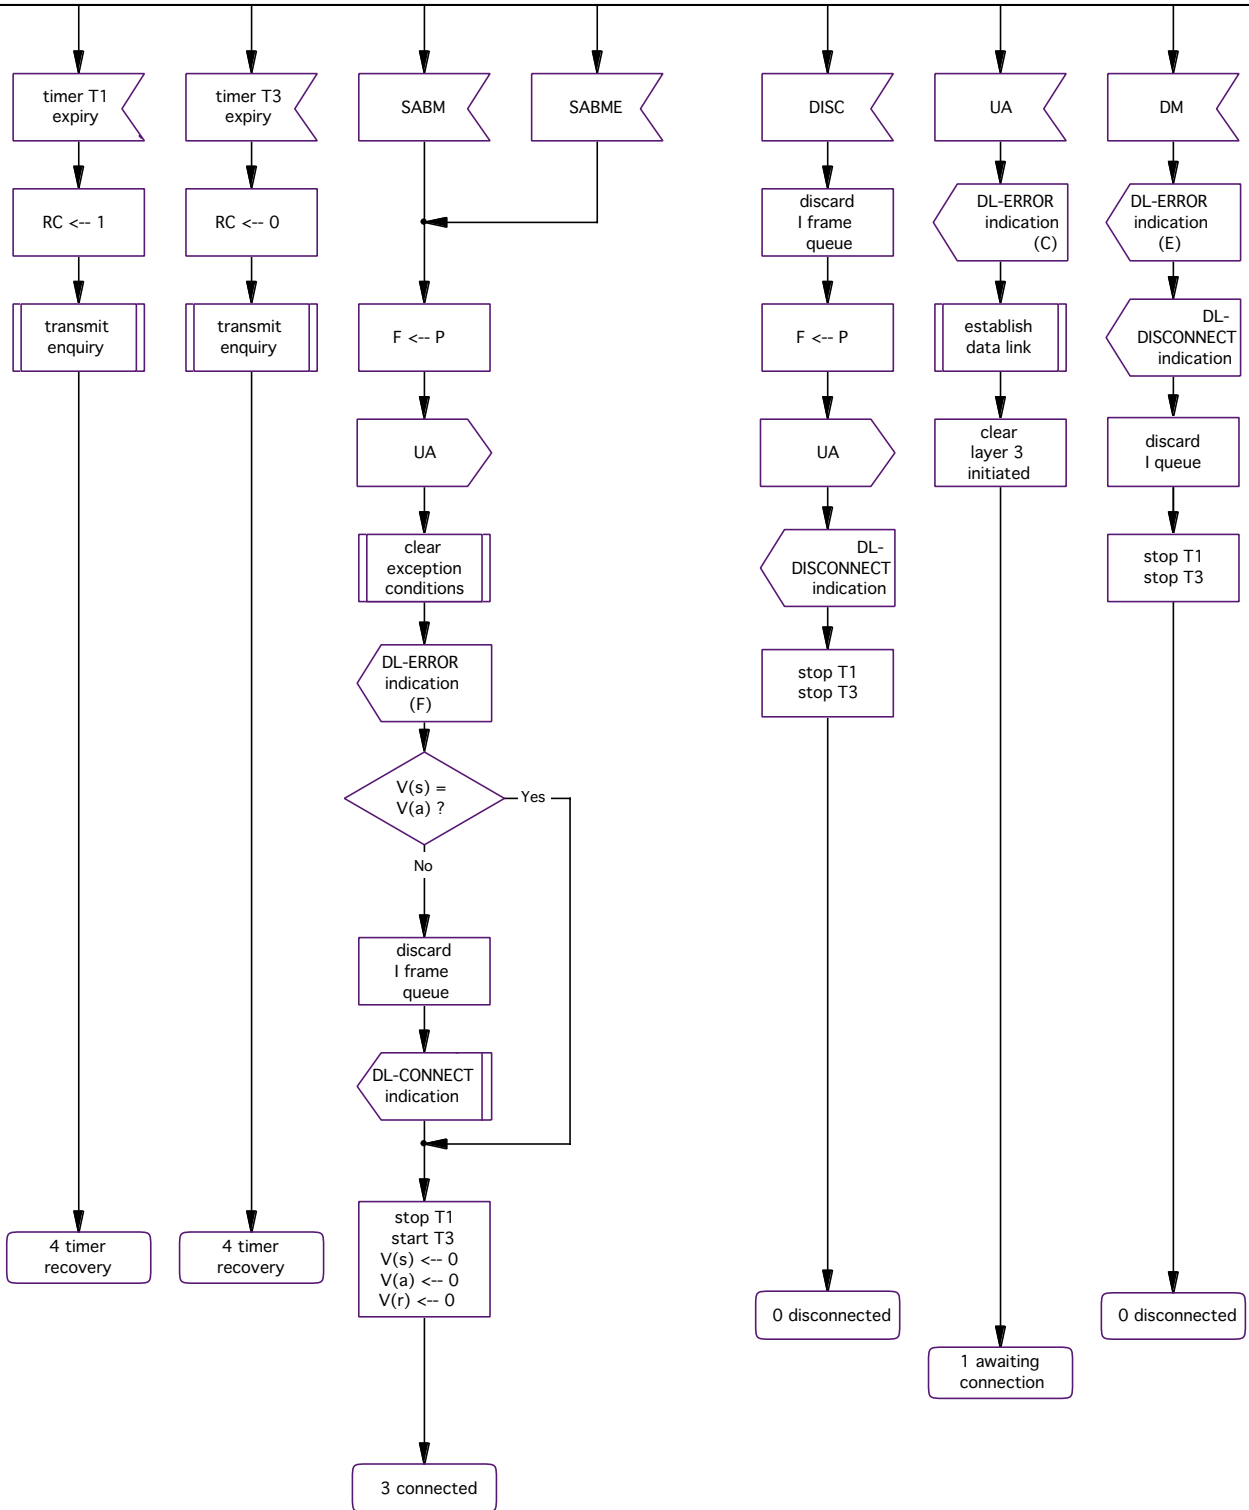 timer T1
expiry
timer T3
expiry
SABM
SABME
DISC
UA
DM
RC <-- 1
RC <-- 0
discard
I frame
queue
DL-ERROR
indication
(C)
DL-ERROR
indication
(E)
transmit
enquiry
transmit
enquiry
F <-- P
F <-- P
establish
data link
DL-
DISCONNECT
indication
UA
UA
clear
layer 3
initiated
discard
I queue
clear
exception
conditions
DL-
DISCONNECT
indication
stop T1
stop T3
DL-ERROR
indication
(F)
stop T1
stop T3
V(s) =
V(a) ?
Yes
No
discard
I frame
queue
DL-CONNECT
indication
stop T1
start T3
V(s) <-- 0
V(a) <-- 0
V(r) <-- 0
4 timer
recovery
4 timer
recovery
0 disconnected
0 disconnected
1 awaiting
connection
3 connected